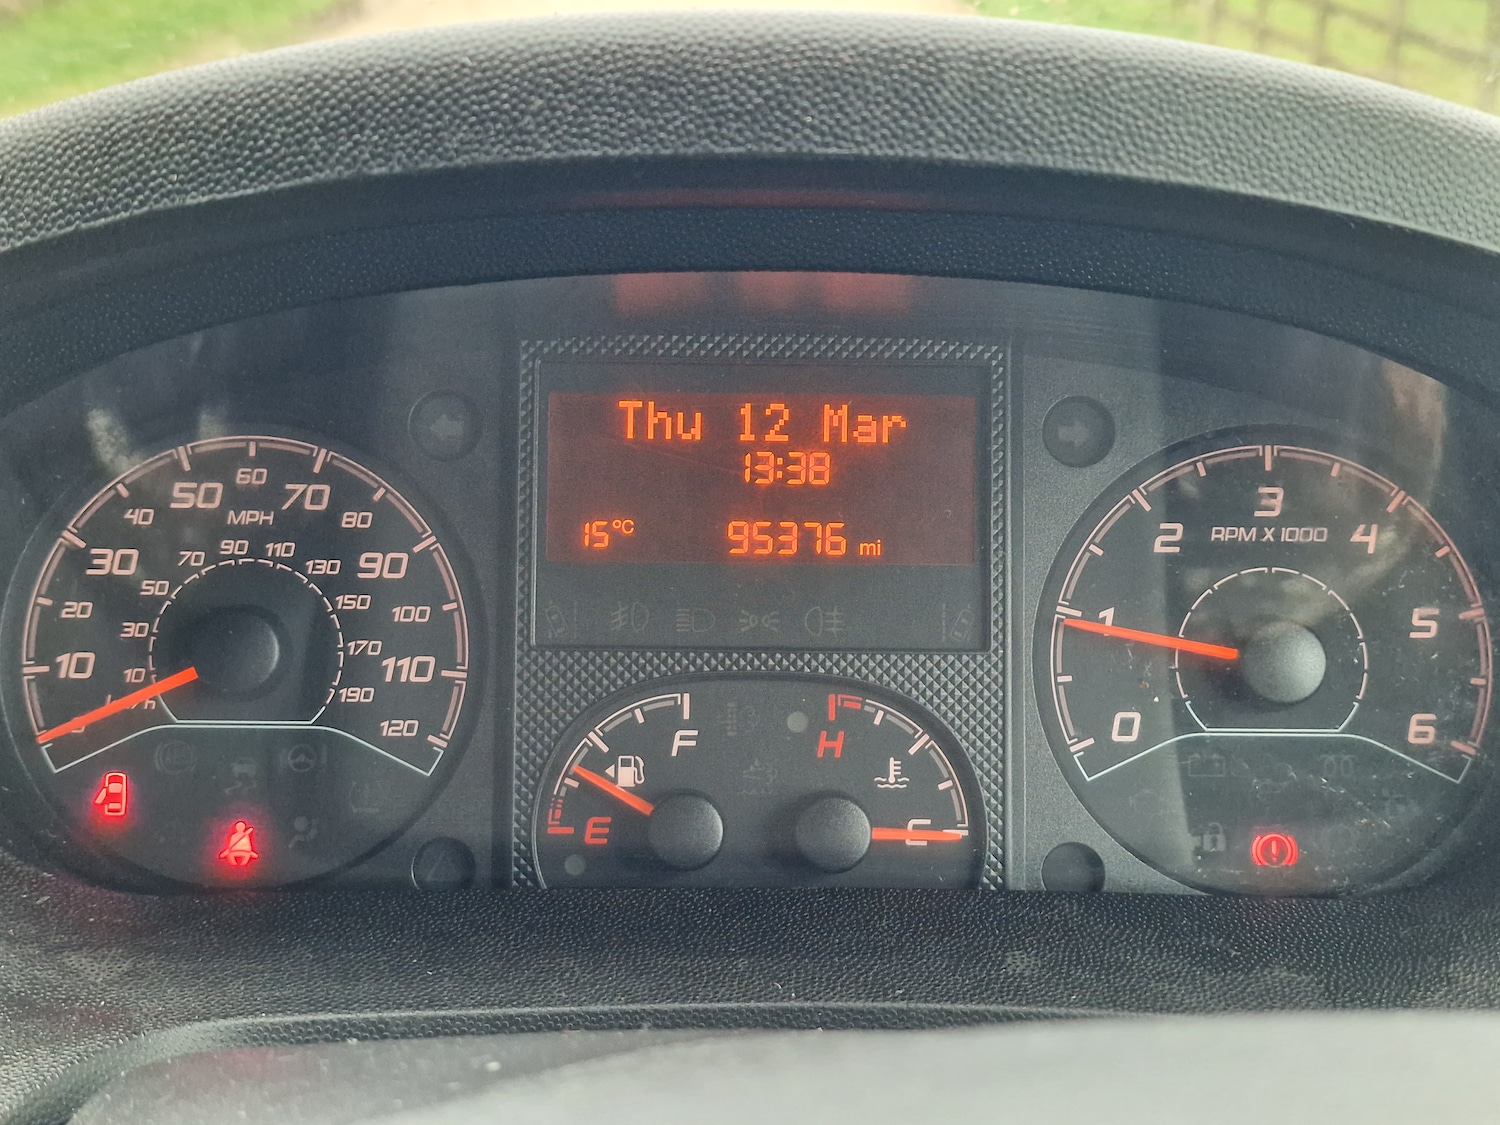 Thu 12 Mar
13:38
15°C 95376 mi
10 20 30 40 50 60 70 80 90 100 110 120
MPH
10 30 50 70 90 110 130 150 170 190
0 1 2 3 4 5 6
RPM X 1000
E F
H C